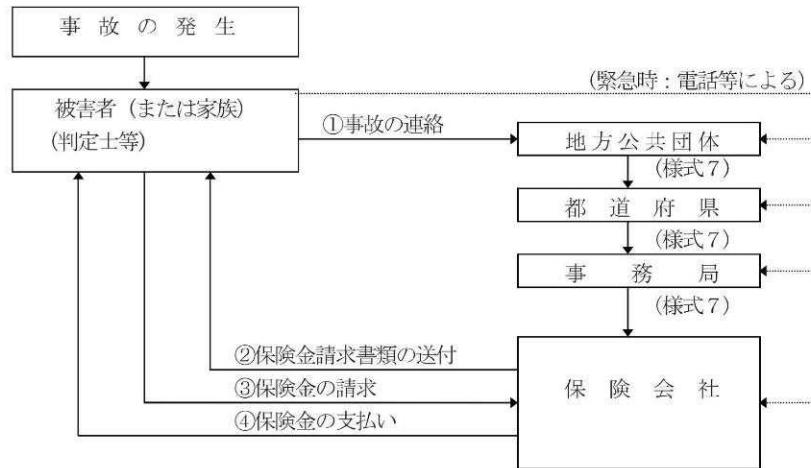 事故の発生
(緊急時：電話等による)
被害者（または家族）
(判定士等)
①事故の連絡
地方公共団体
(様式７)
都道府県
(様式７)
事務局
(様式７)
②保険金請求書類の送付
③保険金の請求
保険会社
④保険金の支払い